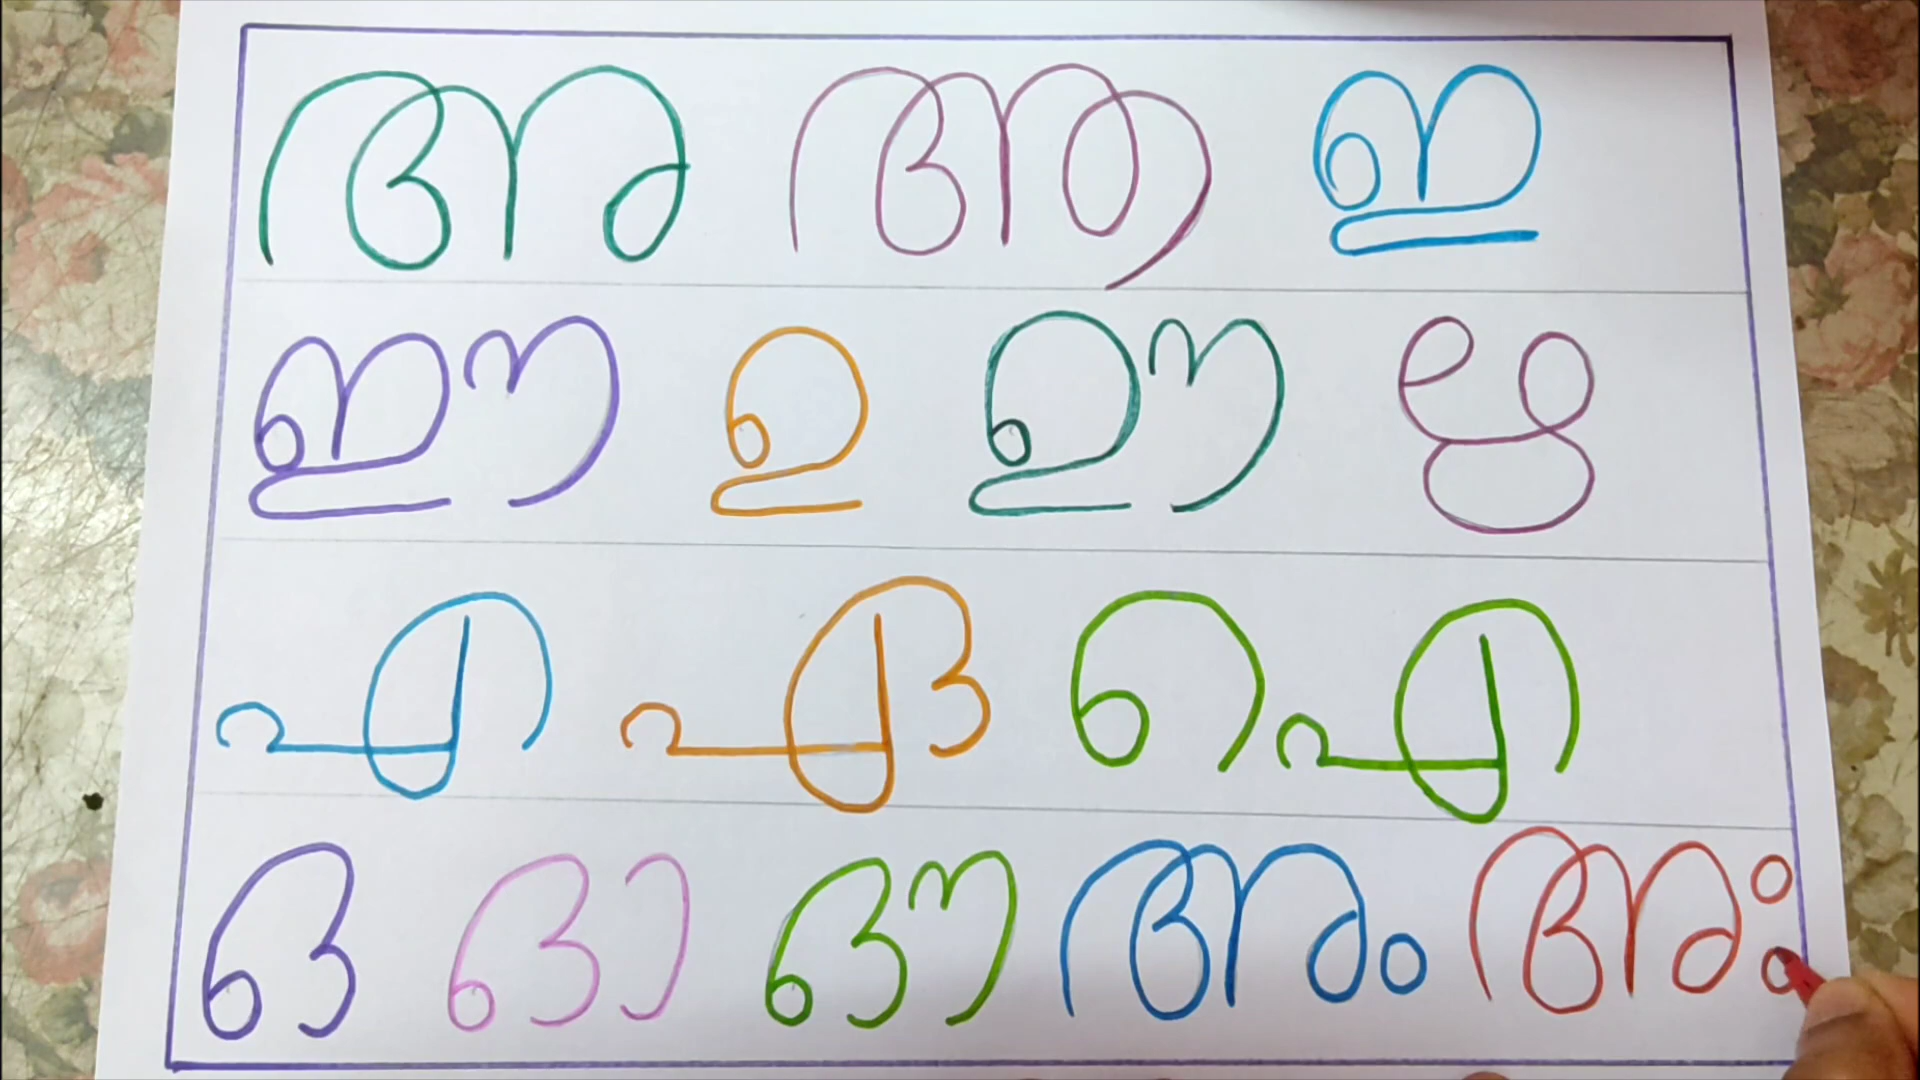 അ ആ ഇ
ഈ ഉ ഊ ഋ
എ ഏ ഐ
ഒ ഓ ഔ അം അഃ